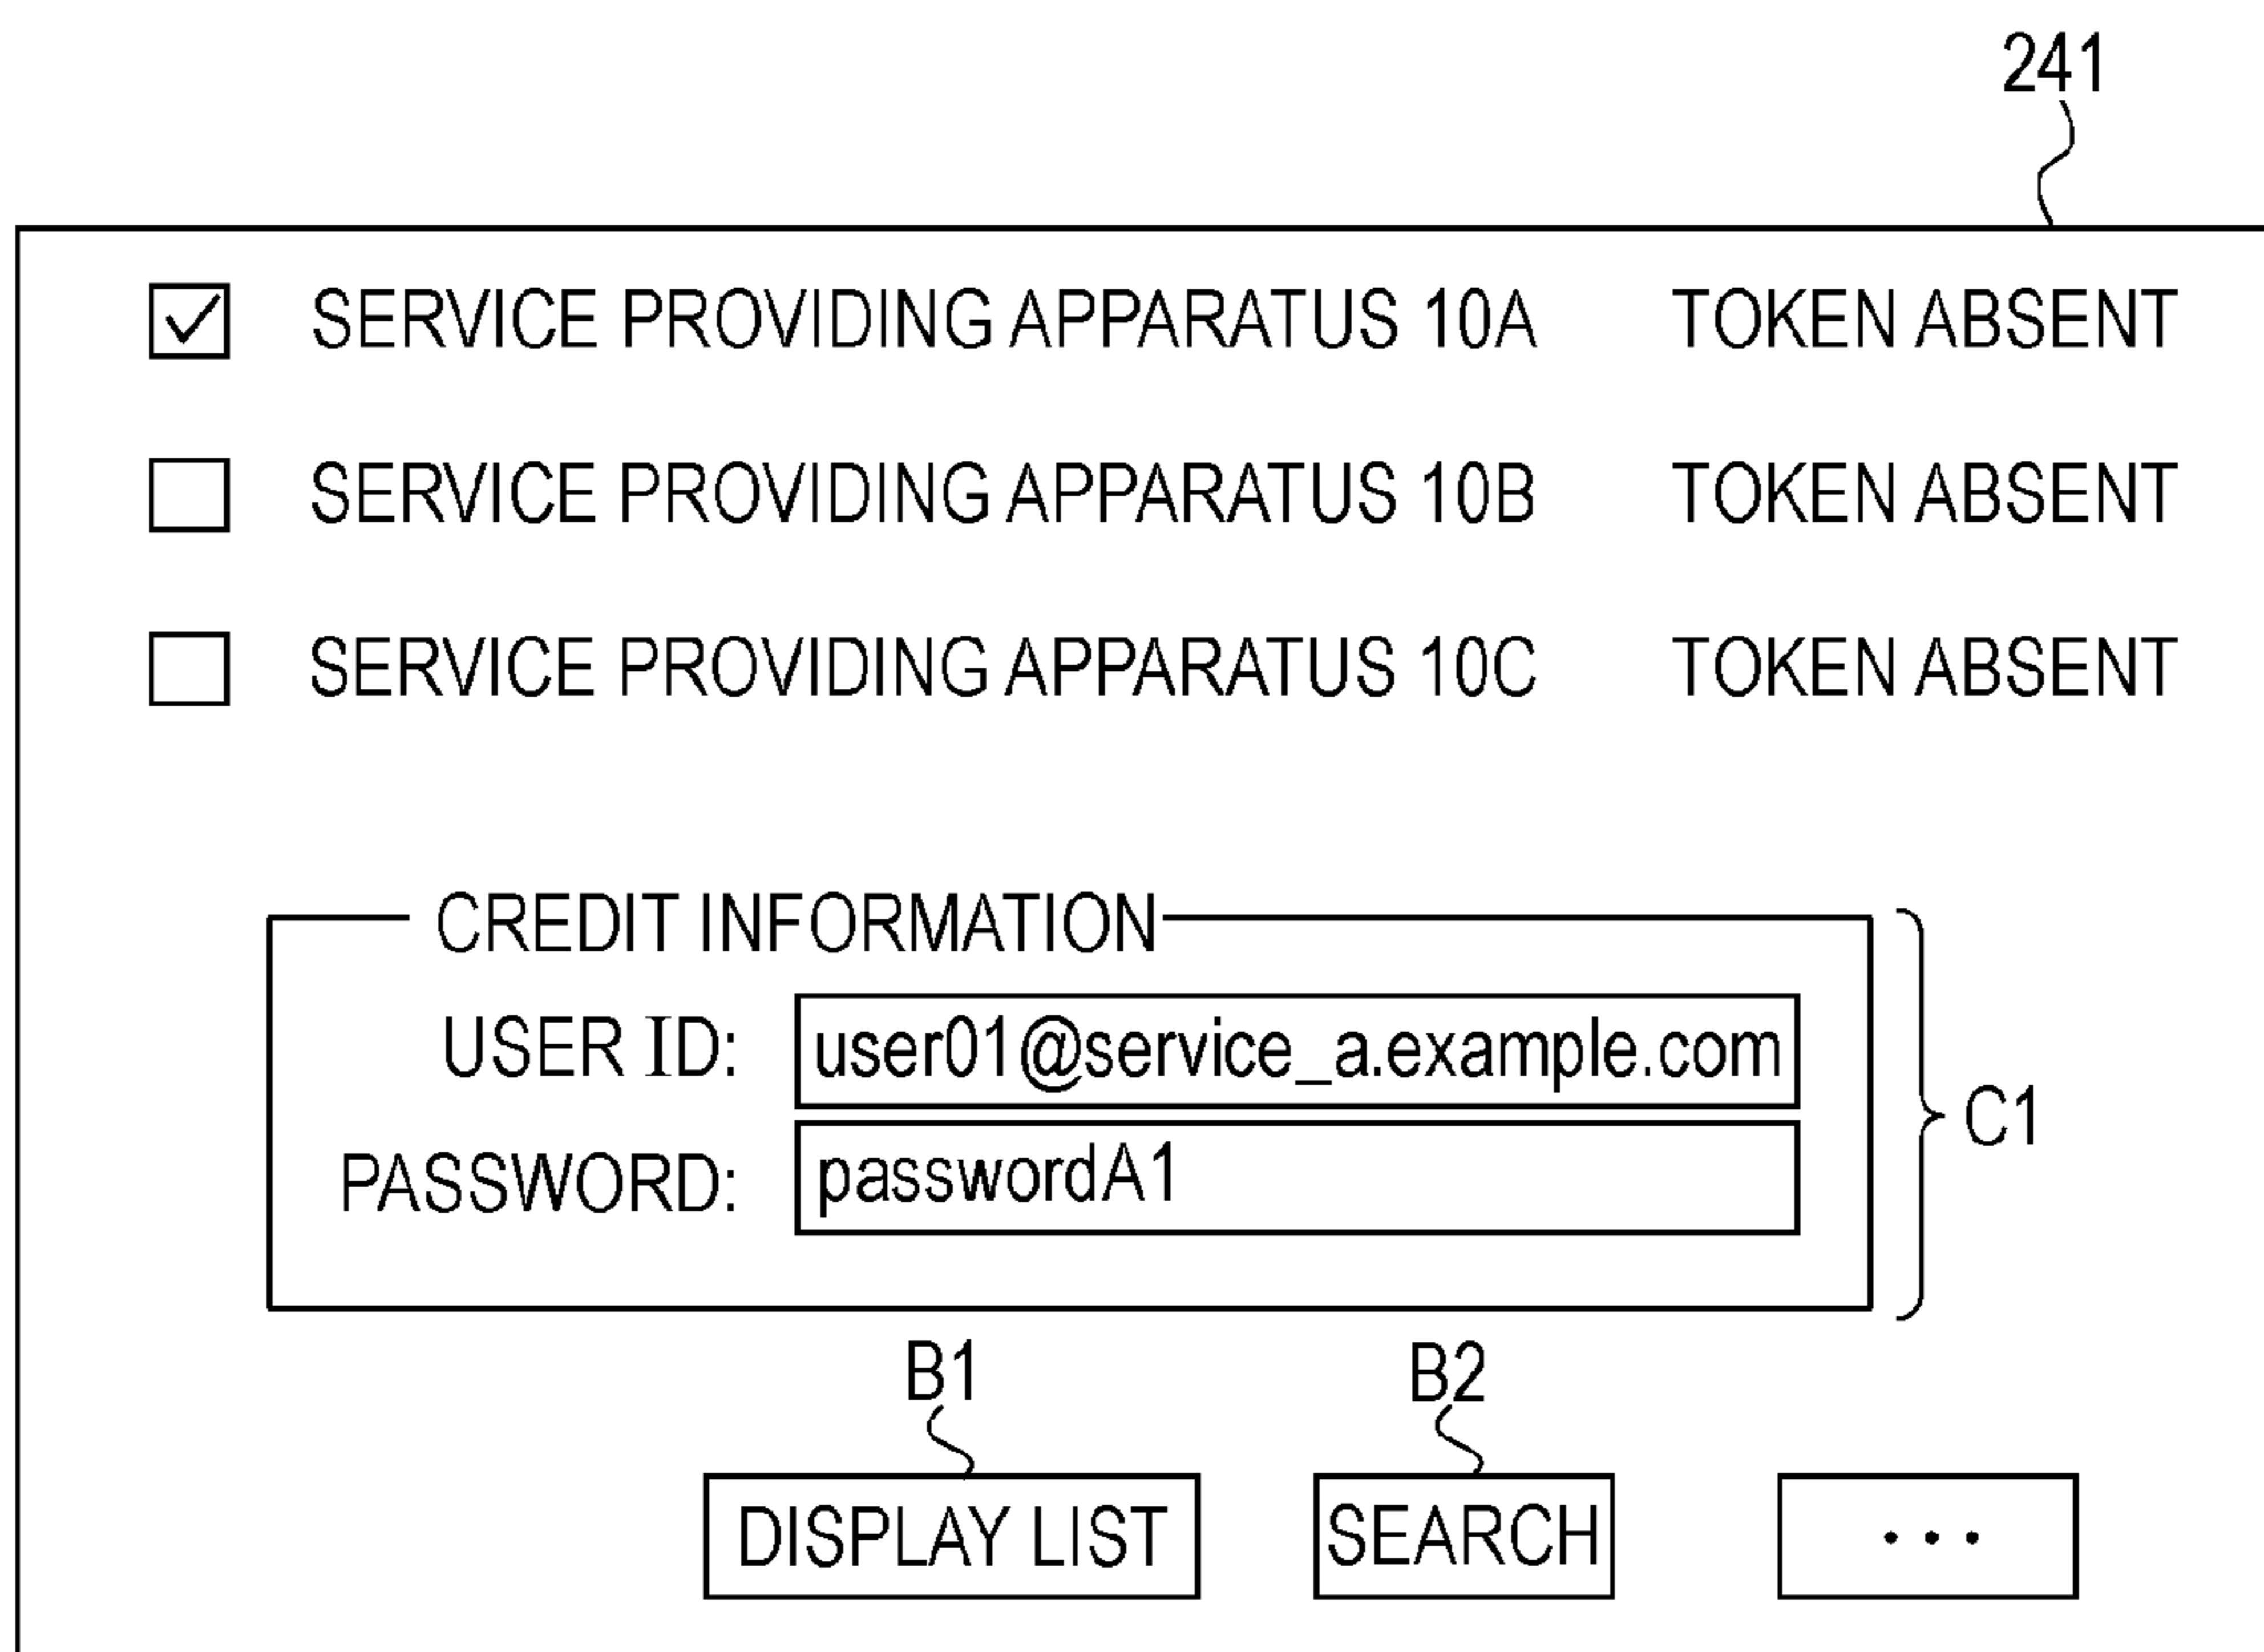 241
SERVICE PROVIDING APPARATUS 10A TOKEN ABSENT
SERVICE PROVIDING APPARATUS 10B TOKEN ABSENT
SERVICE PROVIDING APPARATUS 10C TOKEN ABSENT
CREDIT INFORMATION
USER ID: user01@service_a.example.com
C1
PASSWORD: passwordA1
B1 B2
DISPLAY LIST SEARCH ...